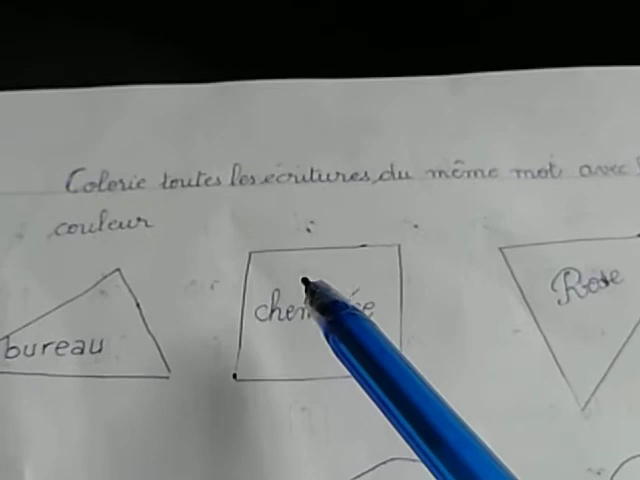 Colorie toutes les écritures du même mot avec
couleur
bureau
Rose